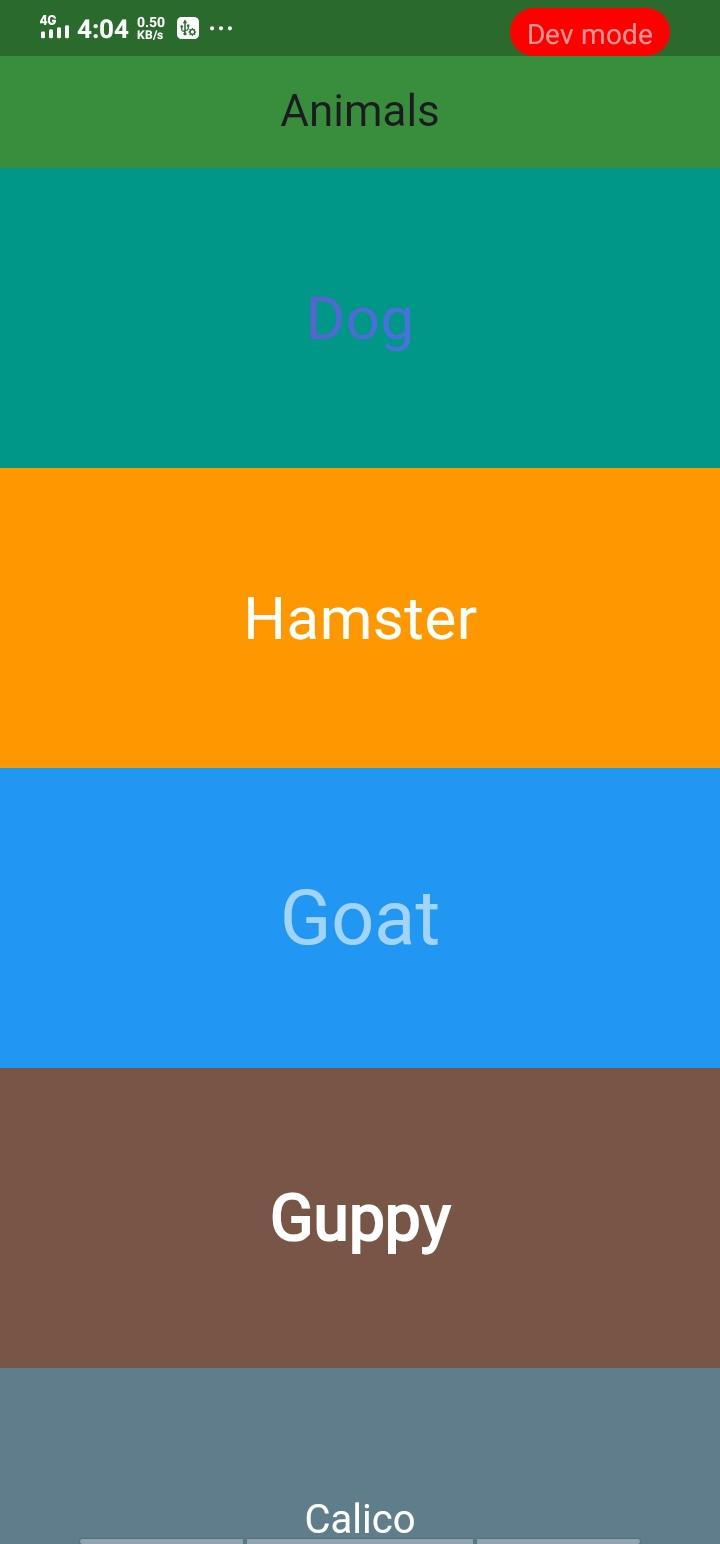 4G 4:04 0.50 KB/s ...
Dev mode
Animals
Dog
Hamster
Goat
Guppy
Calico